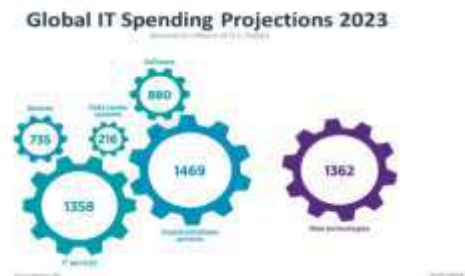 Global IT Spending Projections 2023
Software
880
Devices
Data center
systems
735
216
1469
1362
1358
Communications
services
New technologies
IT services